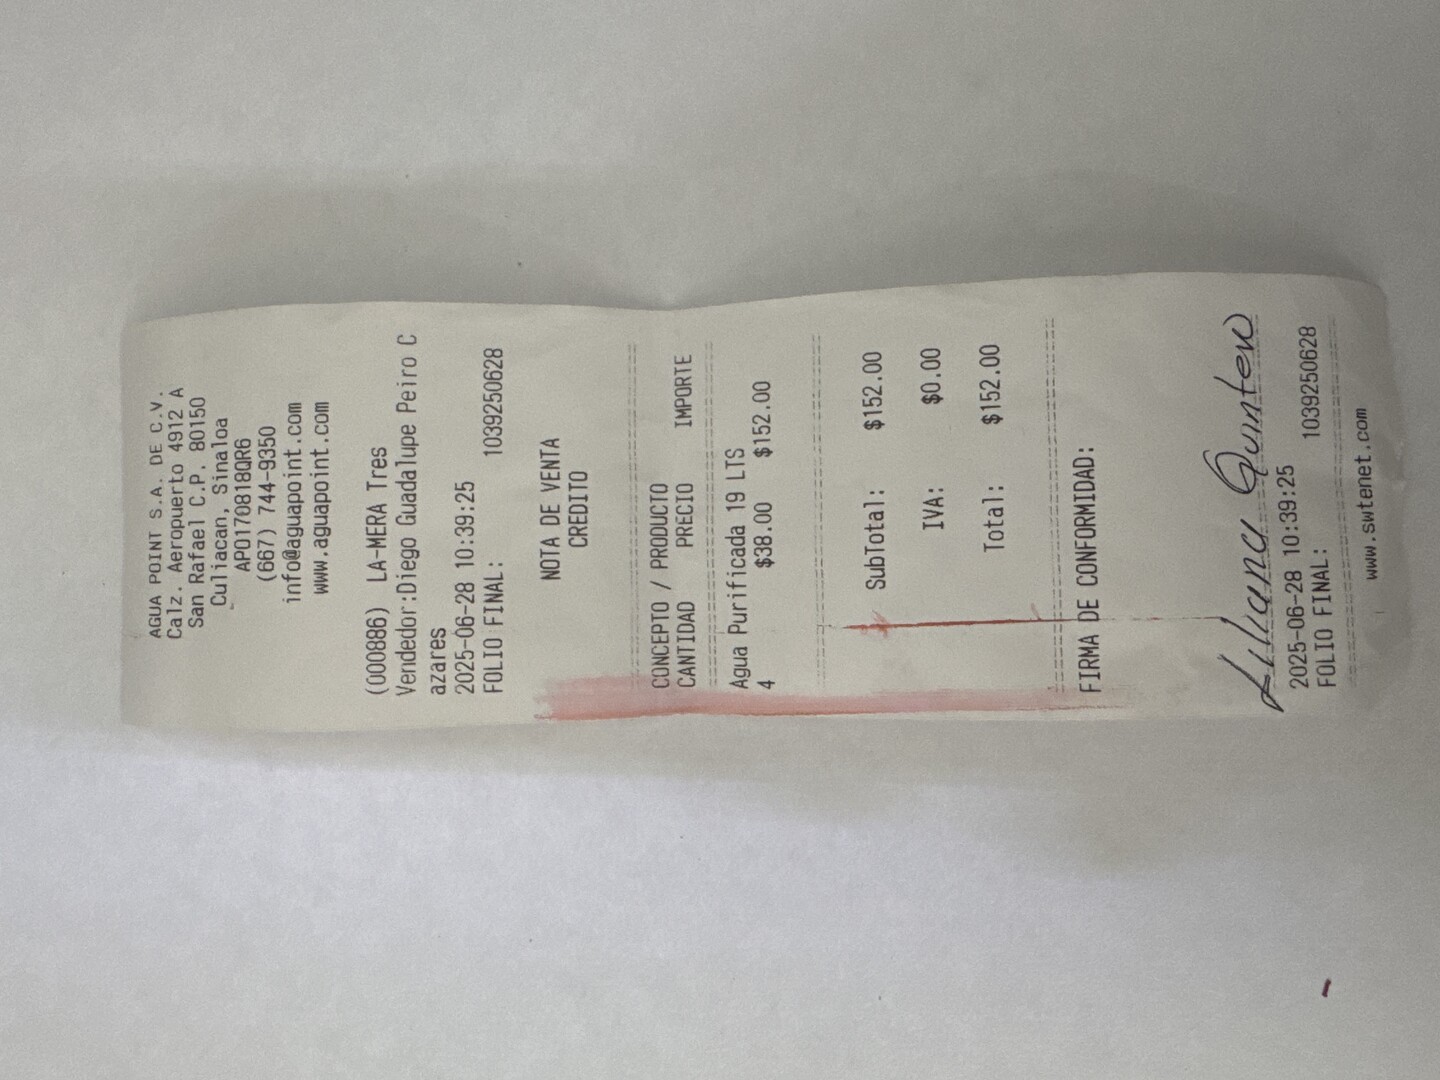 AGUA POINT S.A. DE C.V.
Calz. Aeropuerto 4912 A
San Rafael C.P. 80150
Culiacan, Sinaloa
APO170818QR6
(667) 744-9350
info@aguapoint.com
www.aguapoint.com
(000886) LA-MERA Tres
Vendedor:Diego Guadalupe Peiro C
azares
2025-06-28 10:39:25
FOLIO FINAL: 1039250628
NOTA DE VENTA
CREDITO
CONCEPTO / PRODUCTO
CANTIDAD PRECIO IMPORTE
Agua Purificada 19 LTS
4 $38.00 $152.00
SubTotal: $152.00
IVA: $0.00
Total: $152.00
FIRMA DE CONFORMIDAD:
Liliana Quinten
2025-06-28 10:39:25
FOLIO FINAL: 1039250628
www.swtenet.com